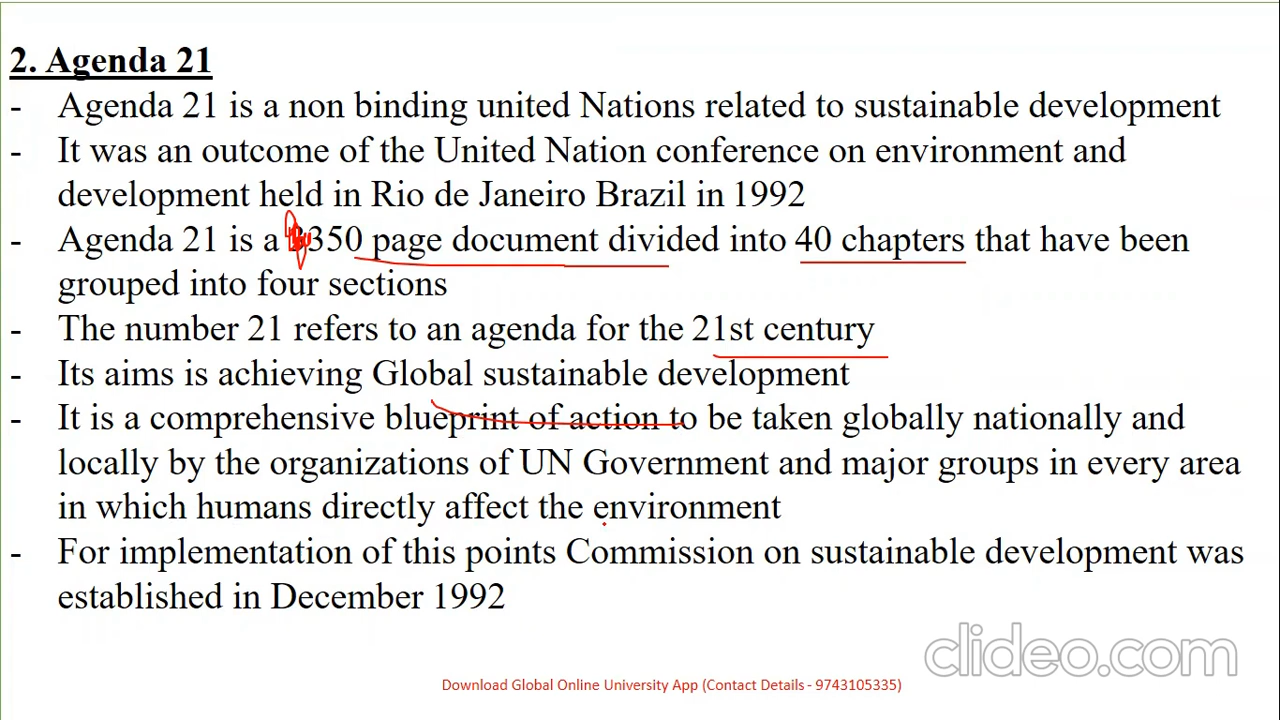 2. Agenda 21
- Agenda 21 is a non binding united Nations related to sustainable development
- It was an outcome of the United Nation conference on environment and
development held in Rio de Janeiro Brazil in 1992
- Agenda 21 is a 350 page document divided into 40 chapters that have been
grouped into four sections
- The number 21 refers to an agenda for the 21st century
- Its aims is achieving Global sustainable development
- It is a comprehensive blueprint of action to be taken globally nationally and
locally by the organizations of UN Government and major groups in every area
in which humans directly affect the environment
- For implementation of this points Commission on sustainable development was
established in December 1992
clideo.com
Download Global Online University App (Contact Details - 9743105335)